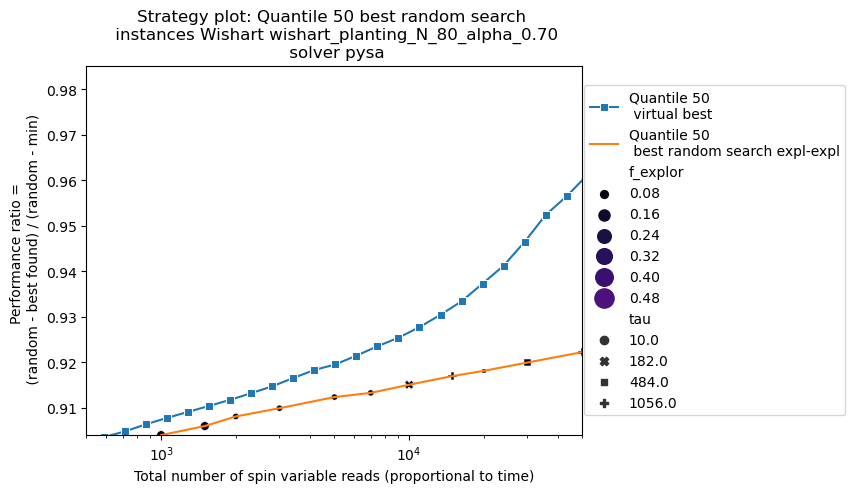 Strategy plot: Quantile 50 best random search
instances Wishart wishart_planting_N_80_alpha_0.70
solver pysa
Performance ratio =
(random - best found) / (random - min)
0.98
0.97
0.96
0.95
0.94
0.93
0.92
0.91
10³
10⁴
Total number of spin variable reads (proportional to time)
Quantile 50
virtual best
Quantile 50
best random search expl-expl
f_explor
0.08
0.16
0.24
0.32
0.40
0.48
tau
10.0
182.0
484.0
1056.0